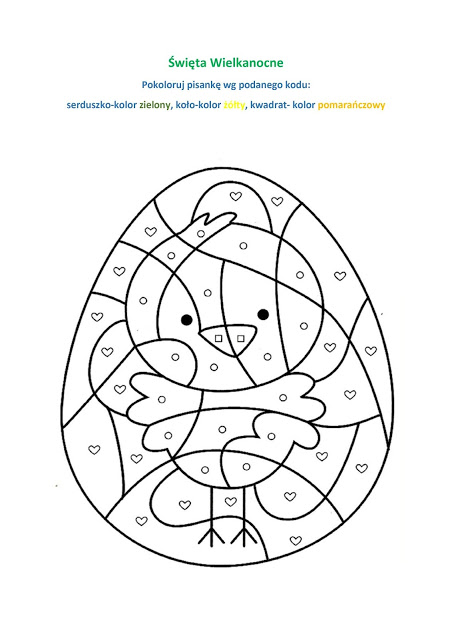 Święta Wielkanocne
Pokoloruj pisankę wg podanego kodu:
serduszko-kolor zielony, koło-kolor żółty, kwadrat- kolor pomarańczowy